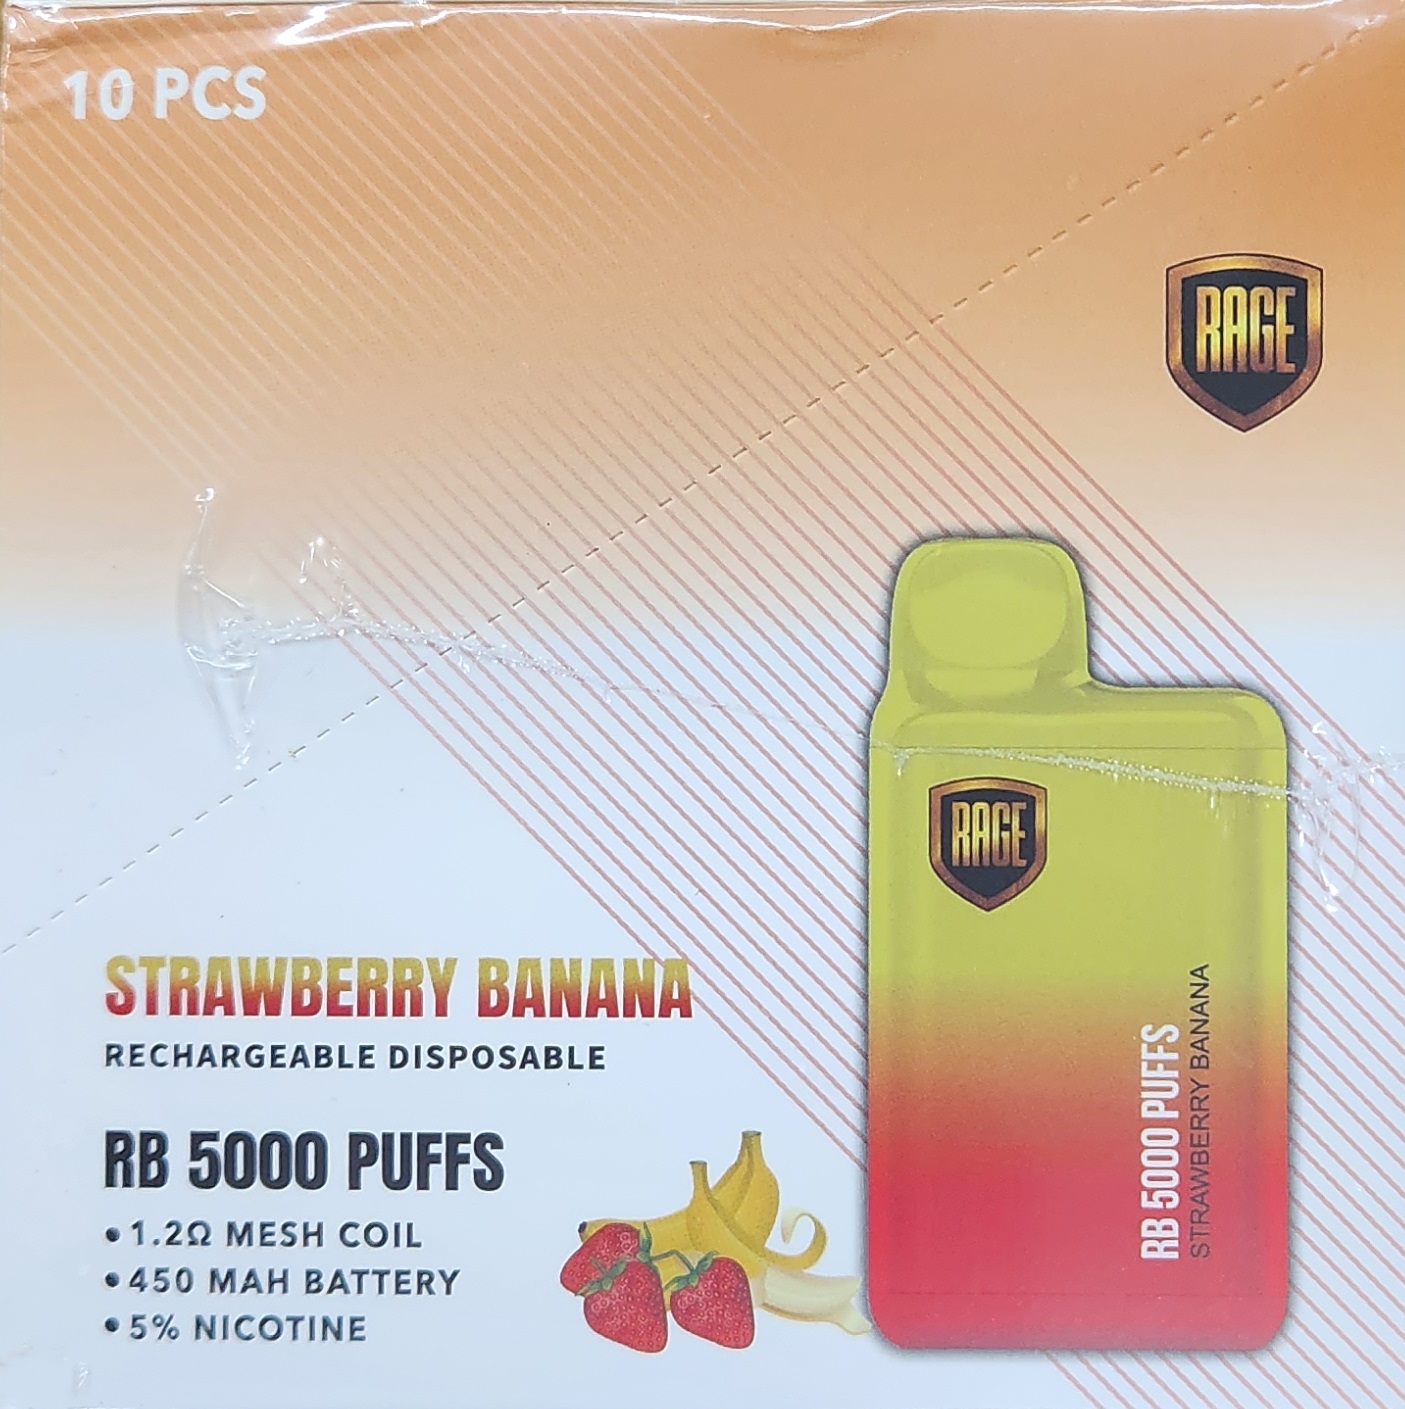 10 PCS
RAGE
RAGE
STRAWBERRY BANANA
RECHARGEABLE DISPOSABLE
RB 5000 PUFFS
• 1.2Ω MESH COIL
• 450 MAH BATTERY
• 5% NICOTINE
RB 5000 PUFFS
STRAWBERRY BANANA